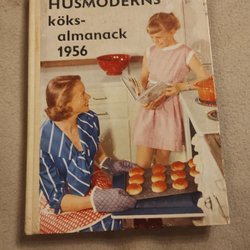 HUSMODERNS
köks-
almanack
1956